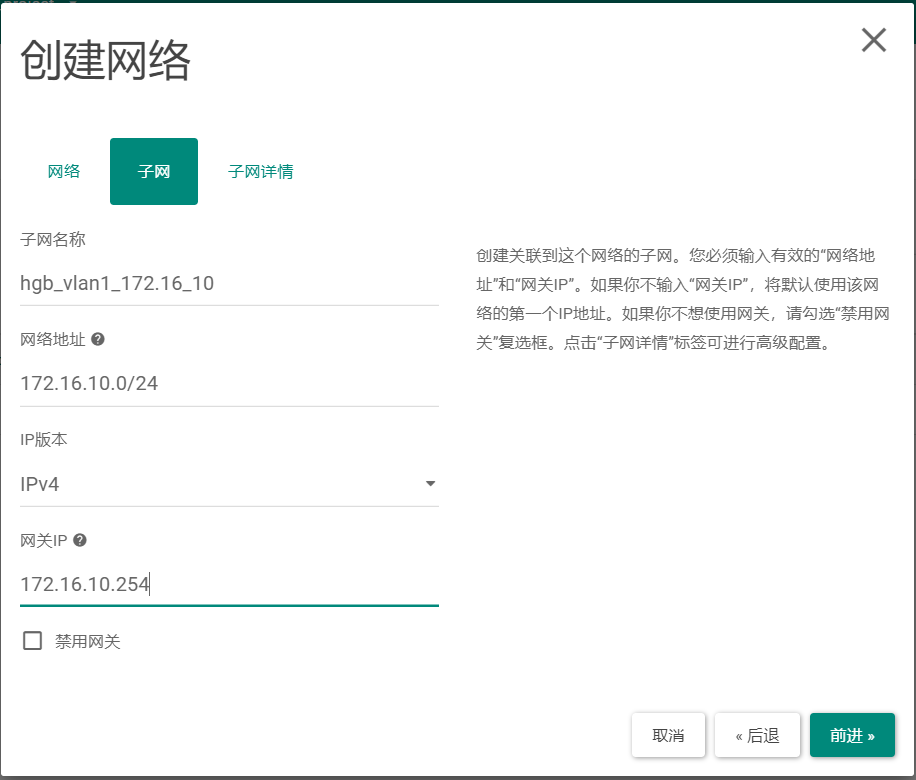 创建网络
网络 子网 子网详情
子网名称
hgb_vlan1_172.16_10
网络地址
172.16.10.0/24
IP版本
IPv4
网关IP
172.16.10.254
禁用网关
创建关联到这个网络的子网。您必须输入有效的“网络地
址”和“网关IP”。如果你不输入“网关IP”，将默认使用该网
络的第一个IP地址。如果你不想使用网关，请勾选“禁用网
关”复选框。点击“子网详情”标签可进行高级配置。
取消 « 后退 前进 »